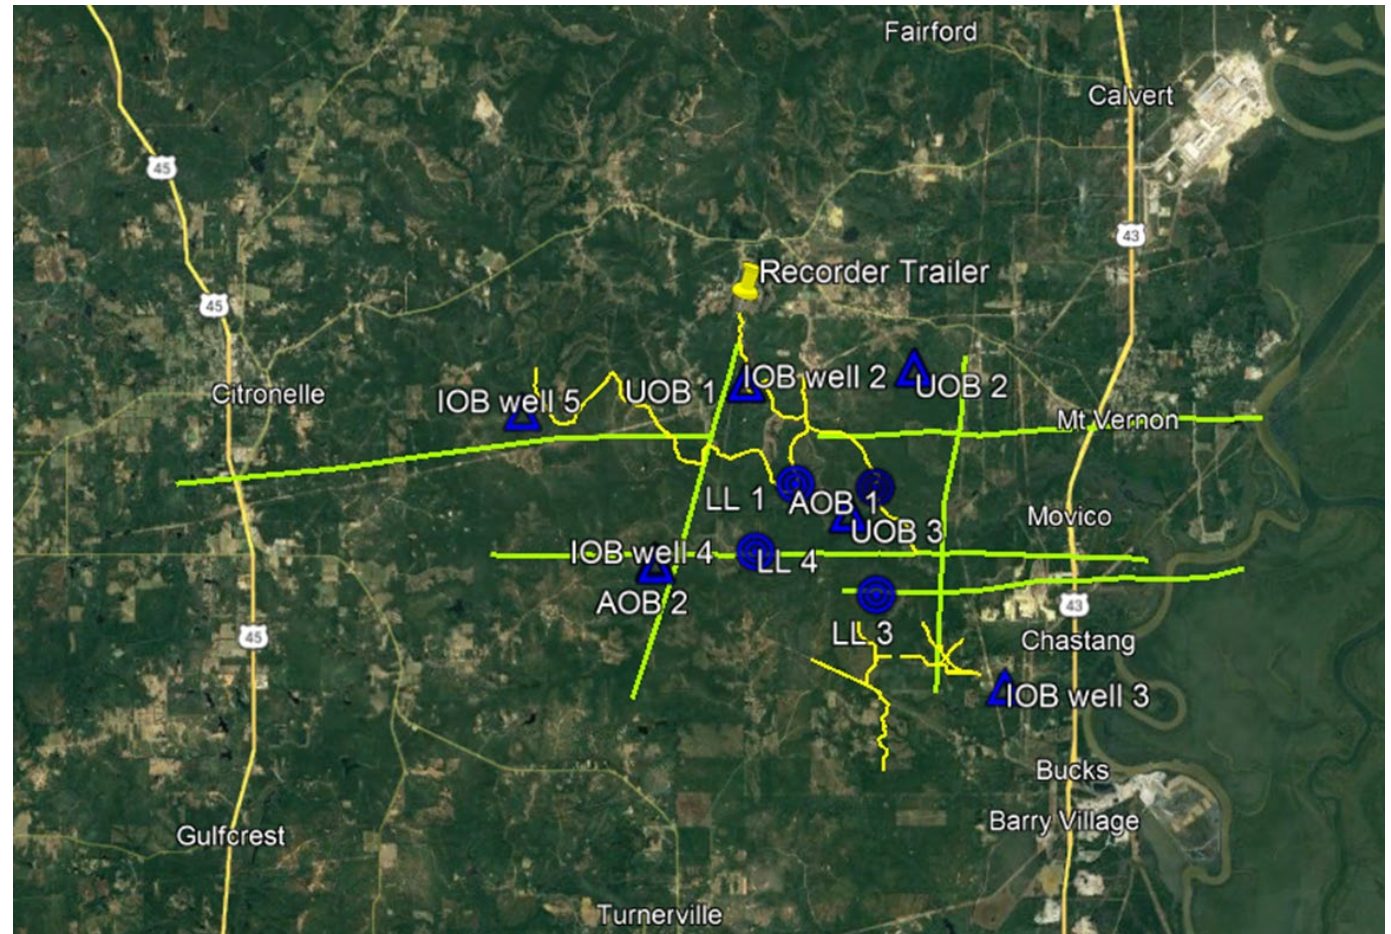 Fairford
Calvert
45
43
Recorder Trailer
45
Citronelle
IOB well 5
UOB 1
IOB well 2
UOB 2
Mt Vernon
LL 1
AOB 1
Movico
UOB 3
IOB well 4
LL 4
AOB 2
43
LL 3
45
Chastang
IOB well 3
Bucks
Barry Village
Gulfcrest
Turnerville